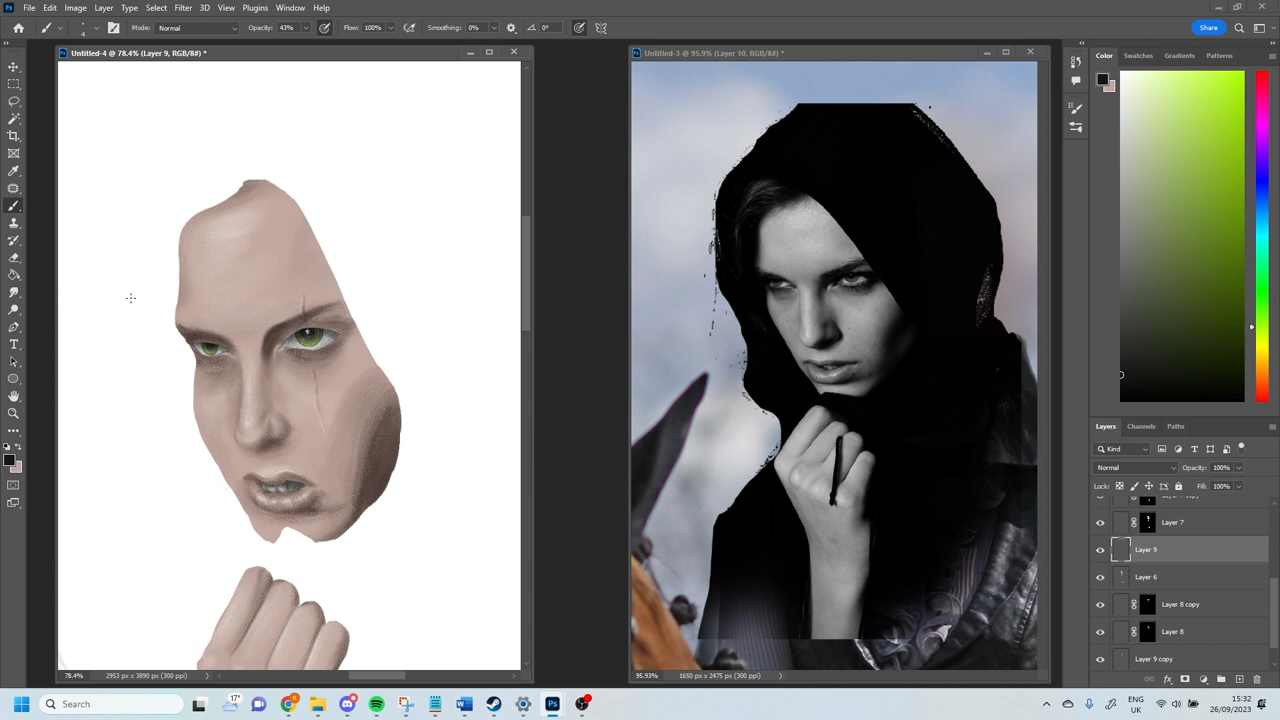 File Edit Image Layer Type Select Filter 3D View Plugins Window Help
Mode: Normal Opacity: 43% Flow: 100% Smoothing: 0% 0° Share
Untitled-4 @ 78.4% (Layer 9, RGB/8#) *
Untitled-3 @ 95.9% (Layer 10, RGB/8#) *
Color Swatches Gradients Patterns
Layers Channels Paths
Kind
Normal Opacity: 100%
Lock: Fill: 100%
Layer 7
Layer 9
Layer 6
Layer 8 copy
Layer 8
Layer 9 copy
78.4% 2953 px x 3890 px (300 ppi)
95.93% 1650 px x 2475 px (300 ppi)
Search
17°
ENG
UK
15:32
26/09/2023